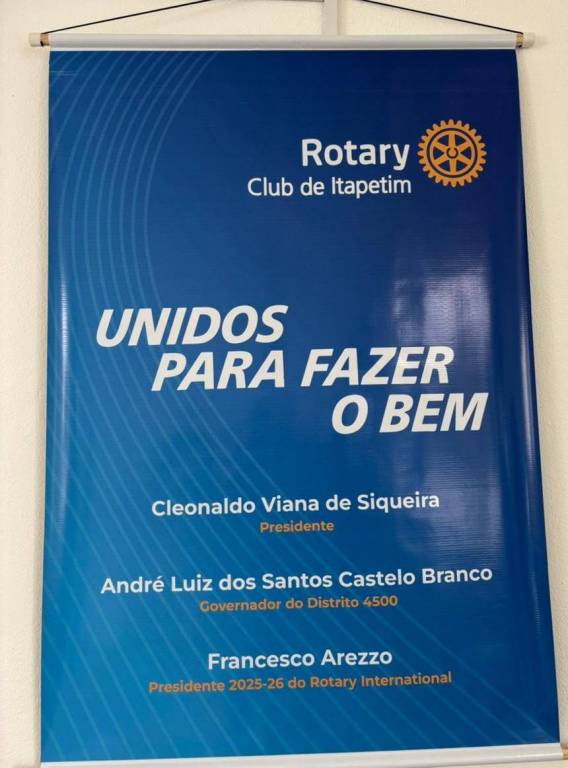 Rotary
Club de Itapetim
UNIDOS
PARA FAZER
O BEM
Cleonaldo Viana de Siqueira
Presidente
André Luiz dos Santos Castelo Branco
Governador do Distrito 4500
Francesco Arezzo
Presidente 2025-26 do Rotary International